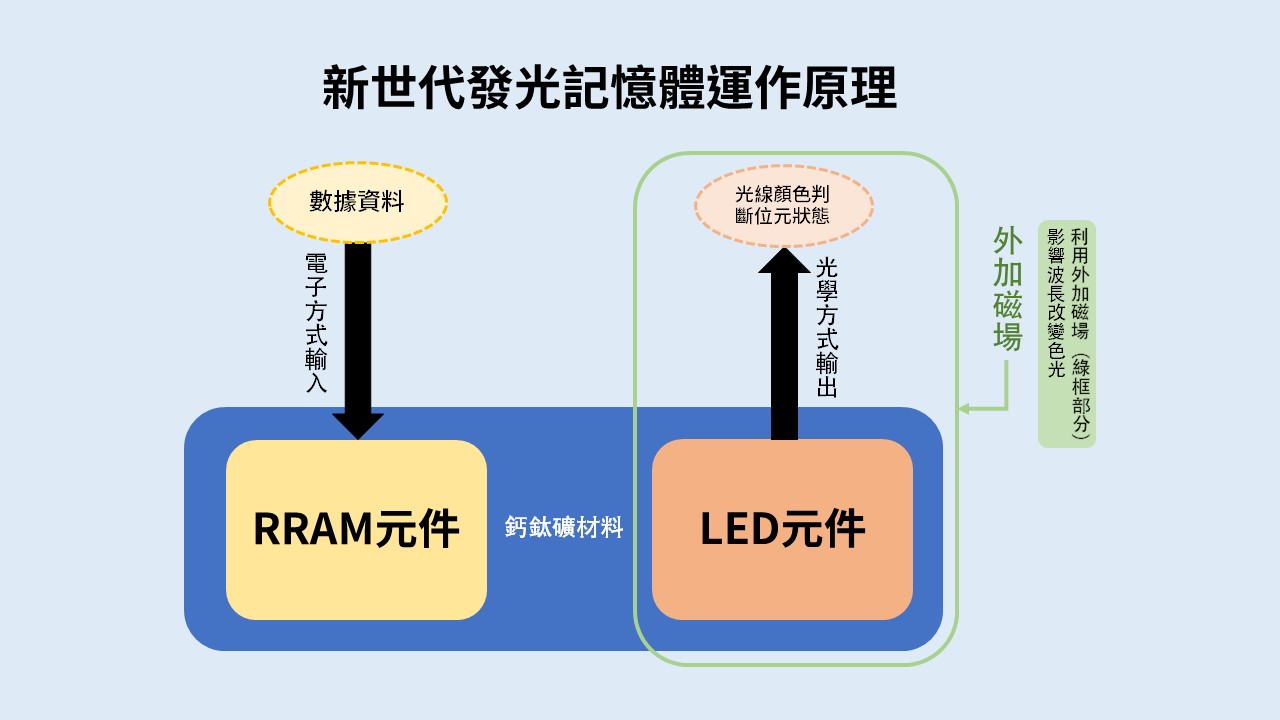 新世代發光記憶體運作原理
數據資料
電子方式輸入
光線顏色判
斷位元狀態
光學方式輸出
外加磁場
利用外加磁場（綠框部分）
影響波長改變色光
RRAM元件
鈣鈦礦材料
LED元件